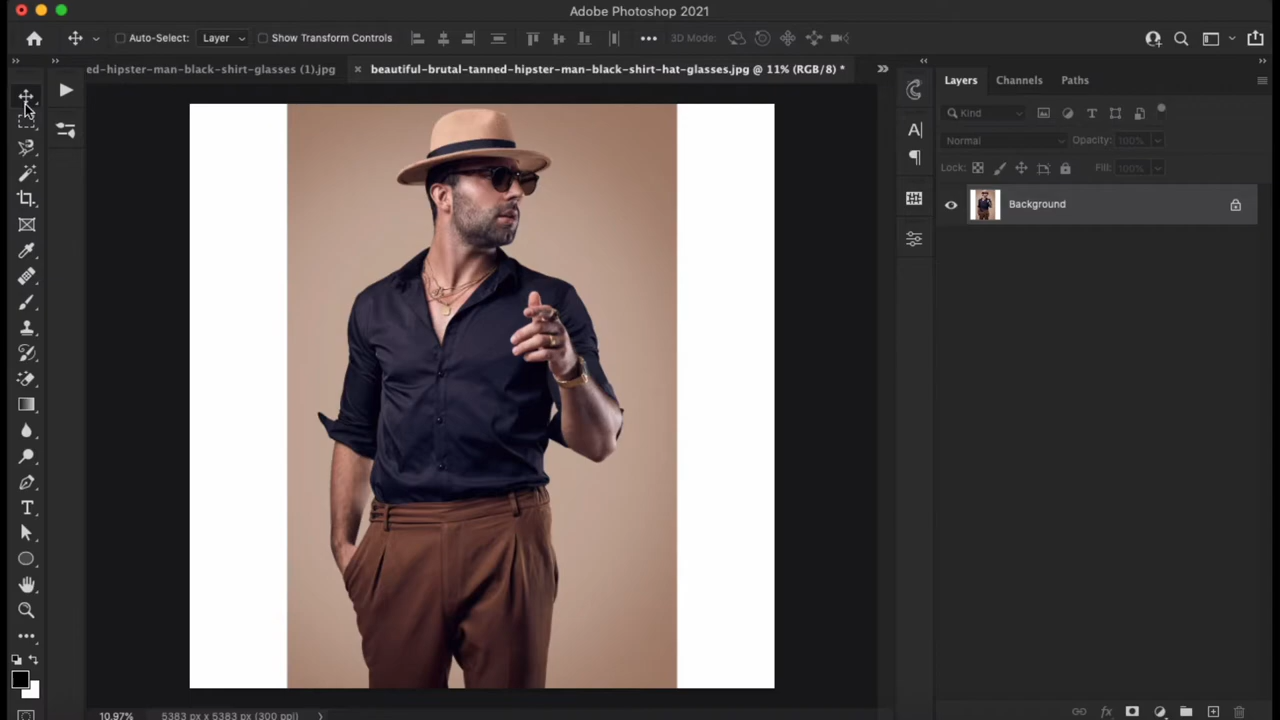 Adobe Photoshop 2021
Auto-Select: Layer Show Transform Controls 3D Mode:
ed-hipster-man-black-shirt-glasses (1).jpg
beautiful-brutal-tanned-hipster-man-black-shirt-hat-glasses.jpg @ 11% (RGB/8) *
Layers Channels Paths
Kind
Normal Opacity: 100%
Lock: Fill: 100%
Background
10.97% 5383 px x 5383 px (300 ppi)